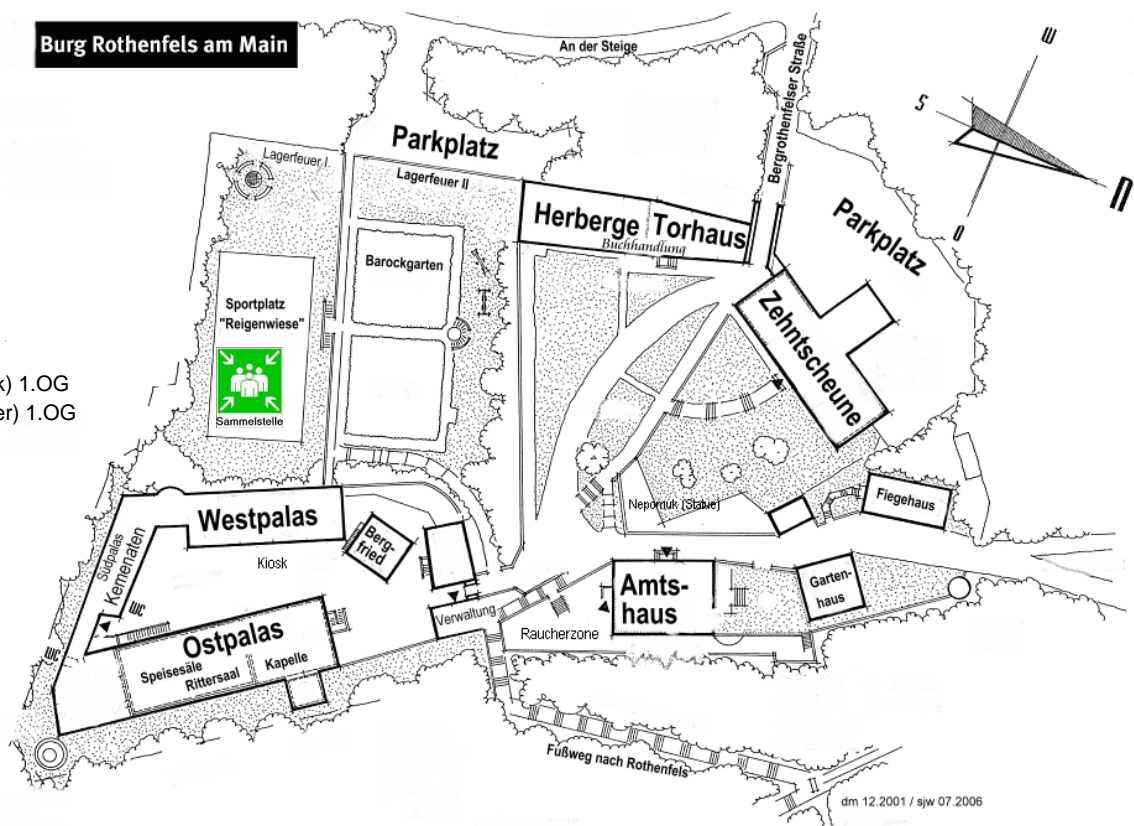 Burg Rothenfels am Main
An der Steige
Bergrothenfelser Straße
W
S
O
n
Parkplatz
Lagerfeuer I
Lagerfeuer II
Herberge
Torhaus
Buchhandlung
Parkplatz
Barockgarten
Sportplatz
"Reigenwiese"
Sammelstelle
Zehntscheune
k) 1.OG
er) 1.OG
Nepomuk (Statue)
Fiegehaus
Westpalas
Berg-
fried
Südpalas
Kemenaten
Kiosk
WC
WC
Amts-
haus
Garten-
haus
Verwaltung
Raucherzone
Ostpalas
Speisesäle
Rittersaal
Kapelle
Fußweg nach Rothenfels
dm 12.2001 / sjw 07.2006